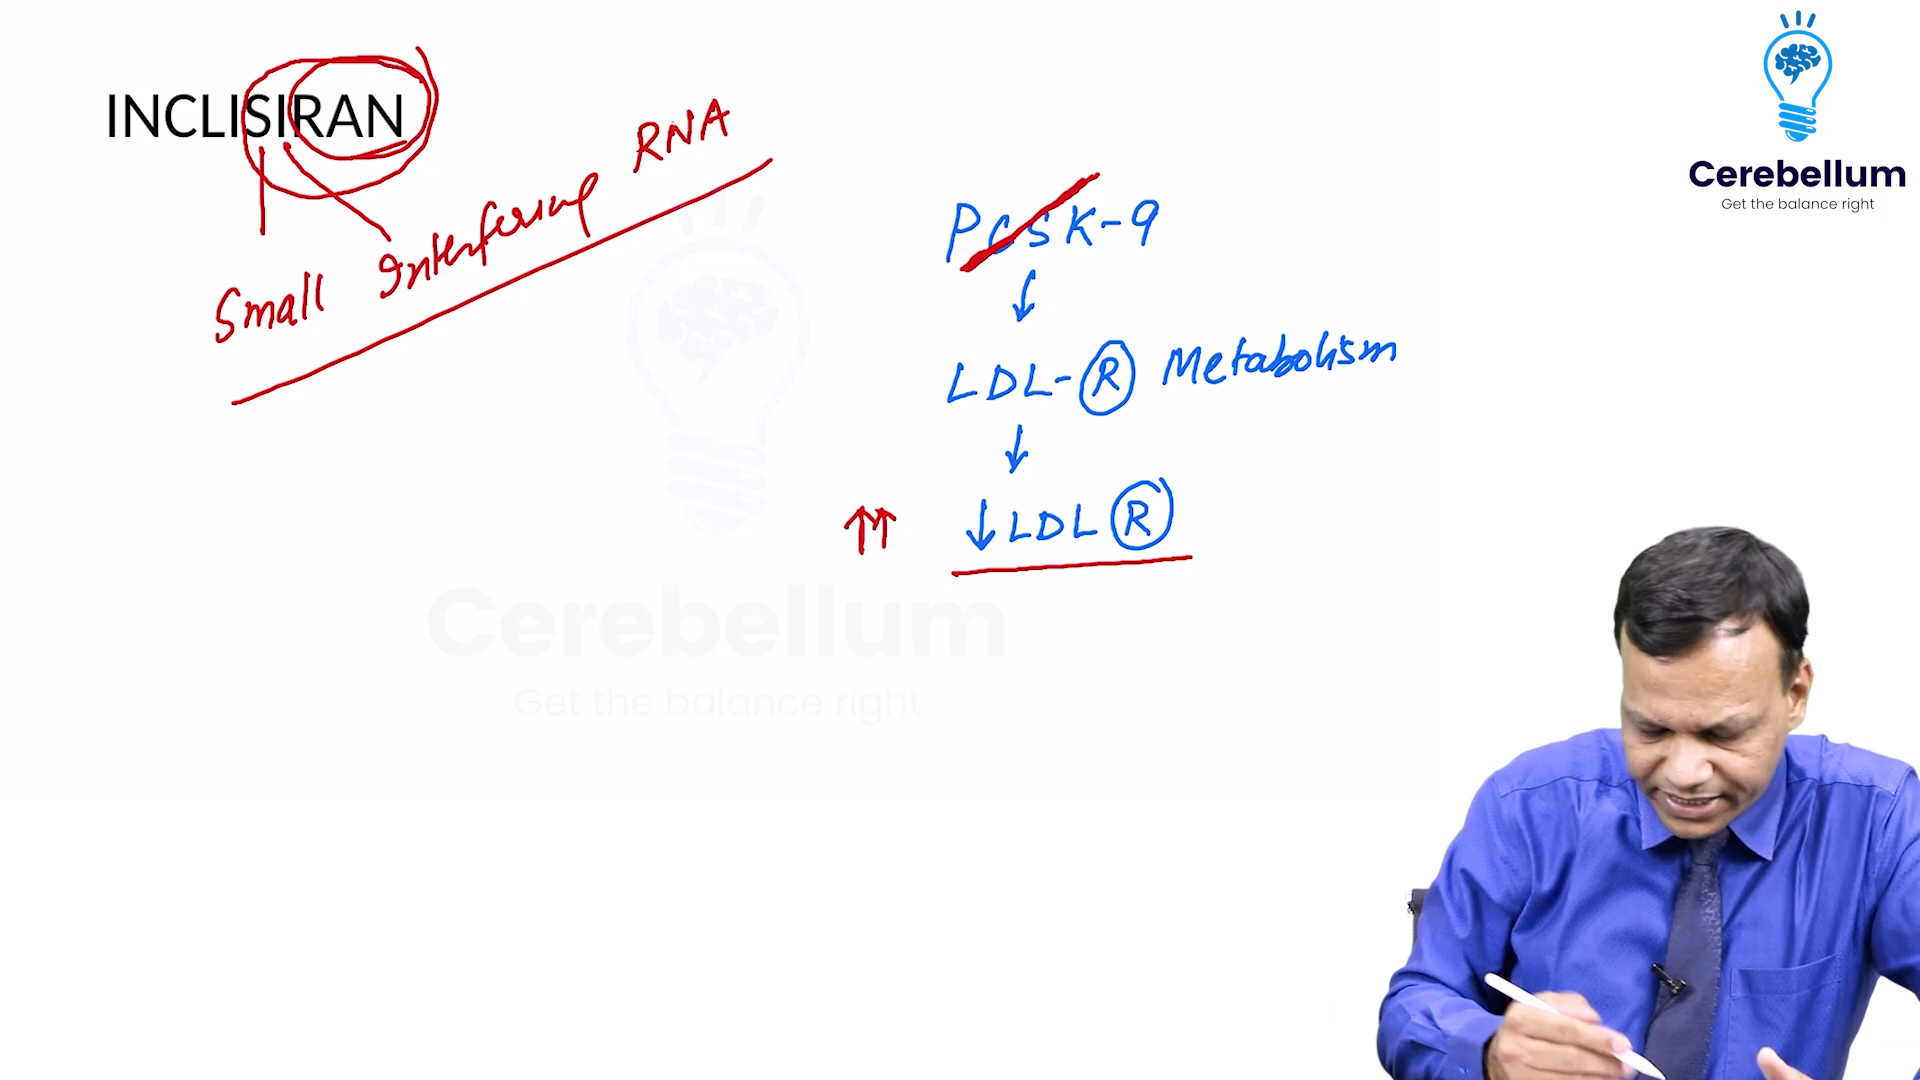 INCLISIRAN
Small Interfering RNA
PCSK-9
↓
LDL-Ⓡ Metabolism
↓
↑↑ ↓LDL Ⓡ
Cerebellum
Get the balance right
Cerebellum
Get the balance right